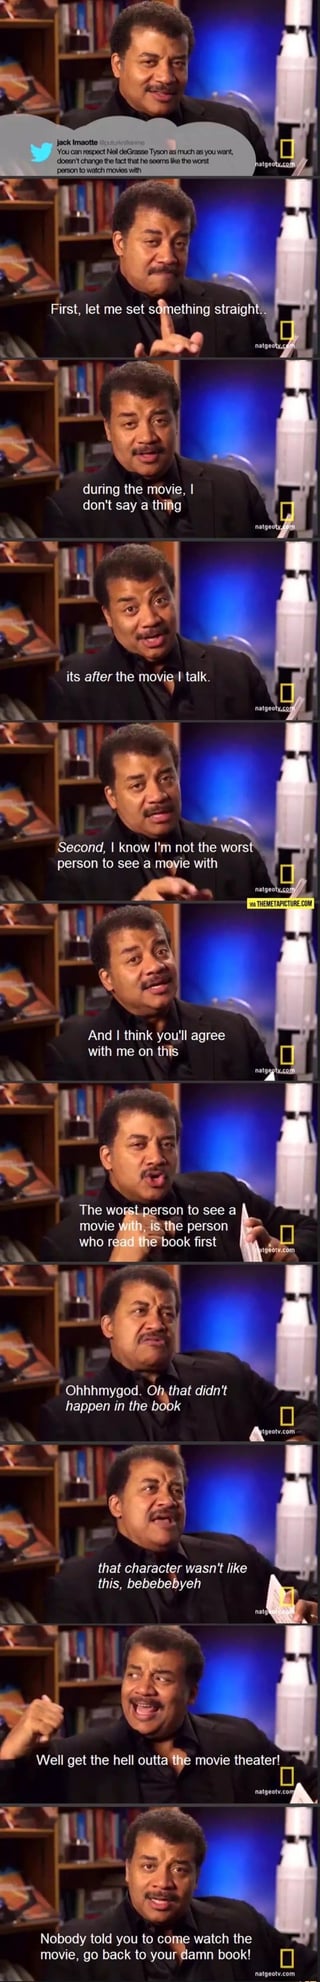 jack lmaotte
You can respect Neil deGrasse Tyson as much as you want,
doesn't change the fact that he seems like the worst
person to watch movies with
natgeotv.com
First, let me set something straight..
natgeotv.com
during the movie, I
don't say a thing
natgeotv.com
its after the movie I talk.
natgeotv.com
Second, I know I'm not the worst
person to see a movie with
natgeotv.com
VIA THEMETAPICTURE.COM
And I think you'll agree
with me on this
natgeotv.com
The worst person to see a
movie with, is the person
who read the book first
natgeotv.com
Ohhhmygod. Oh that didn't
happen in the book
natgeotv.com
that character wasn't like
this, bebebebyeh
Well get the hell outta the movie theater!
natgeotv.com
Nobody told you to come watch the
movie, go back to your damn book!
natgeotv.com